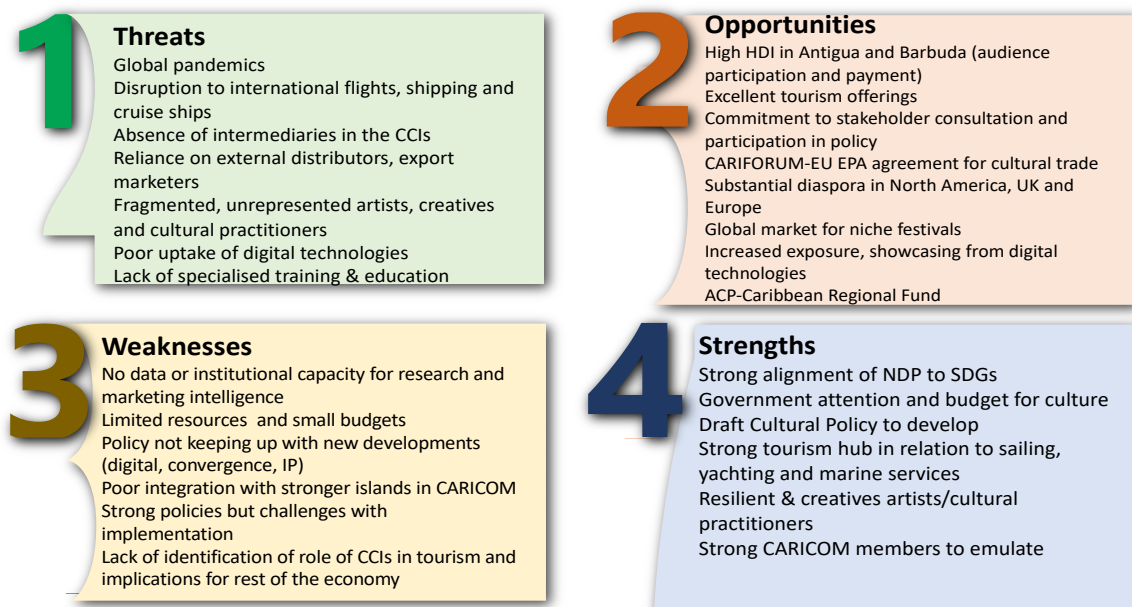 1
Threats
Global pandemics
Disruption to international flights, shipping and
cruise ships
Absence of intermediaries in the CCIs
Reliance on external distributors, export
marketers
Fragmented, unrepresented artists, creatives
and cultural practitioners
Poor uptake of digital technologies
Lack of specialised training & education
2
Opportunities
High HDI in Antigua and Barbuda (audience
participation and payment)
Excellent tourism offerings
Commitment to stakeholder consultation and
participation in policy
CARIFORUM-EU EPA agreement for cultural trade
Substantial diaspora in North America, UK and
Europe
Global market for niche festivals
Increased exposure, showcasing from digital
technologies
ACP-Caribbean Regional Fund
3
Weaknesses
No data or institutional capacity for research and
marketing intelligence
Limited resources and small budgets
Policy not keeping up with new developments
(digital, convergence, IP)
Poor integration with stronger islands in CARICOM
Strong policies but challenges with
implementation
Lack of identification of role of CCIs in tourism and
implications for rest of the economy
4
Strengths
Strong alignment of NDP to SDGs
Government attention and budget for culture
Draft Cultural Policy to develop
Strong tourism hub in relation to sailing,
yachting and marine services
Resilient & creatives artists/cultural
practitioners
Strong CARICOM members to emulate